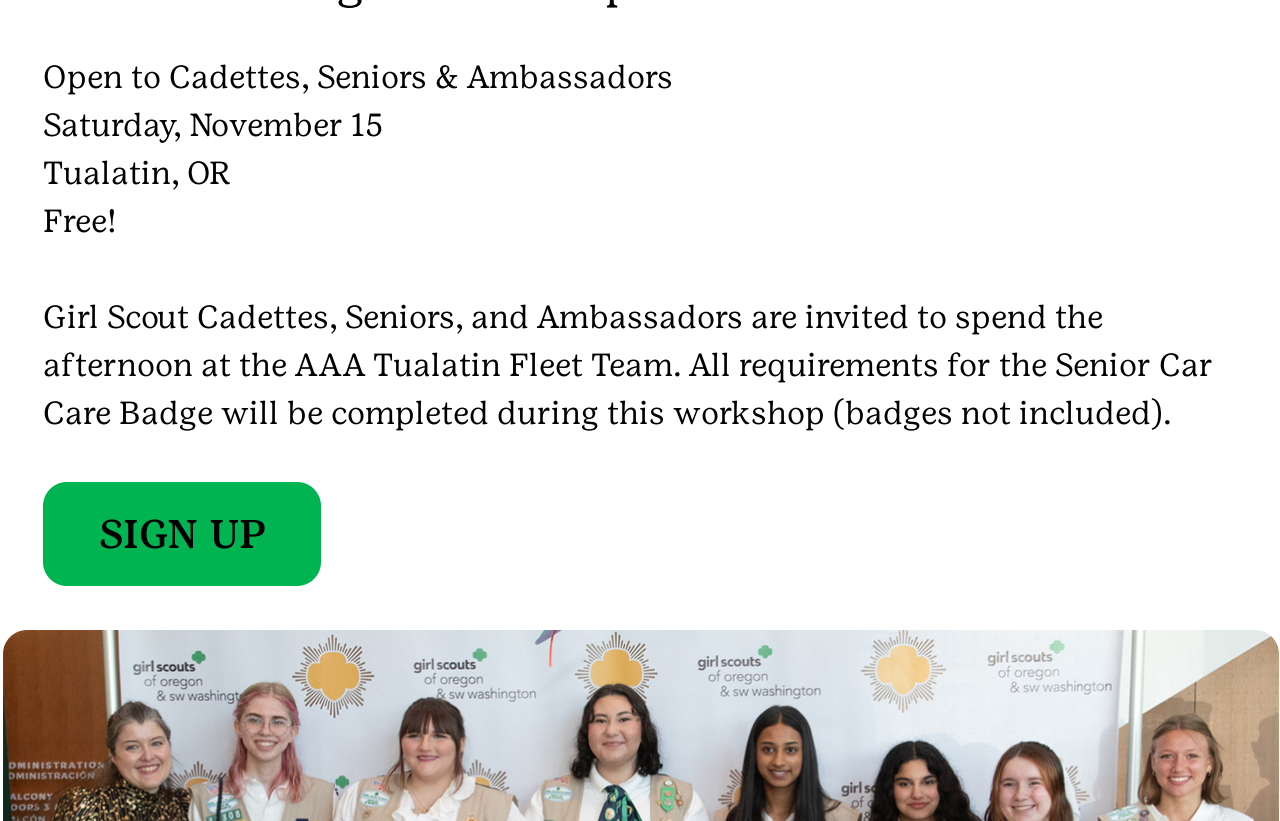 Open to Cadettes, Seniors & Ambassadors
Saturday, November 15
Tualatin, OR
Free!
Girl Scout Cadettes, Seniors, and Ambassadors are invited to spend the
afternoon at the AAA Tualatin Fleet Team. All requirements for the Senior Car
Care Badge will be completed during this workshop (badges not included).
SIGN UP
girl scouts
of oregon
& sw washington
girl scouts
of oregon
& sw washington
girl scouts
of oregon
& sw washington
girl scouts
of oregon
& sw washington